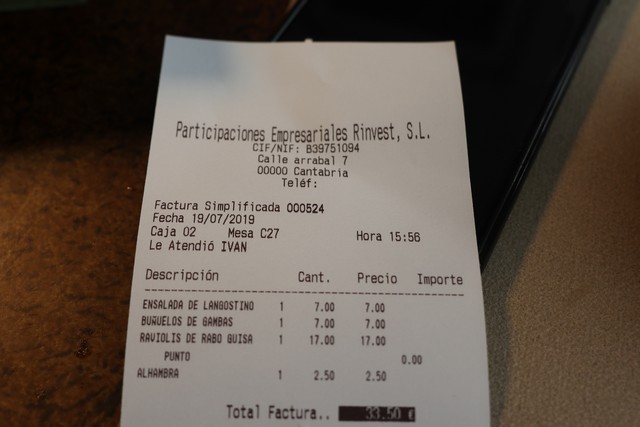 Participaciones Empresariales Rinvest, S.L.
CIF/NIF: B39751094
Calle arrabal 7
00000 Cantabria
Teléf:
Factura Simplificada 000524
Fecha 19/07/2019
Caja 02 Mesa C27 Hora 15:56
Le Atendió IVAN
Descripción Cant. Precio Importe
ENSALADA DE LANGOSTINO 1 7.00 7.00
BUÑUELOS DE GAMBAS 1 7.00 7.00
RAVIOLIS DE RABO GUISA 1 17.00 17.00
PUNTO 0.00
ALHAMBRA 1 2.50 2.50
Total Factura.. 33.50 €